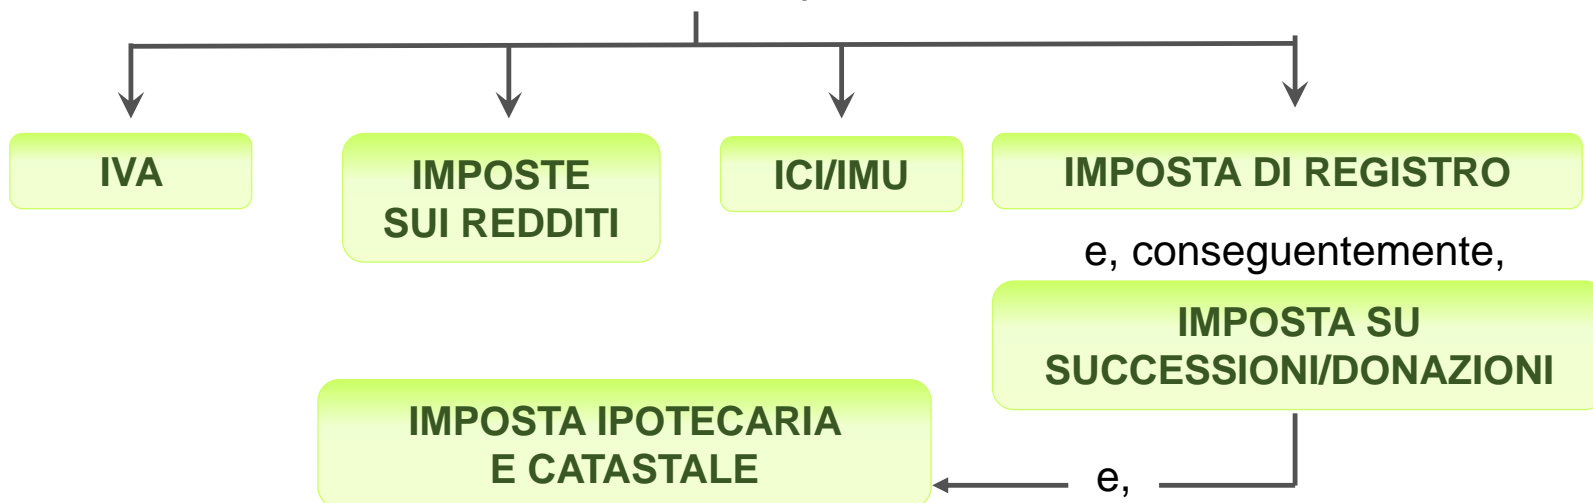 IVA
IMPOSTE
SUI REDDITI
ICI/IMU
IMPOSTA DI REGISTRO
e, conseguentemente,
IMPOSTA SU
SUCCESSIONI/DONAZIONI
IMPOSTA IPOTECARIA
E CATASTALE
e,